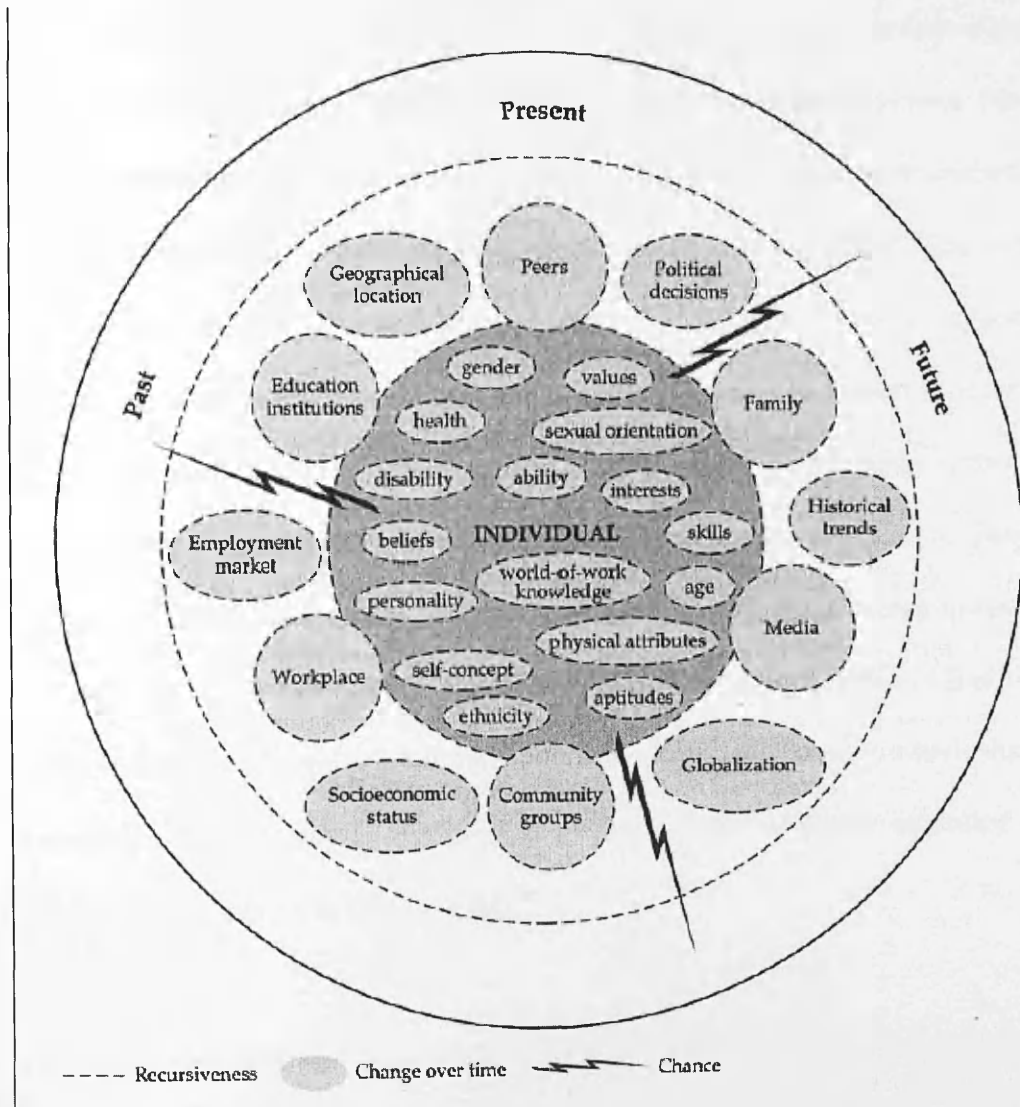 Present
Past
Future
Geographical
location
Peers
Political
decisions
Education
institutions
Family
Employment
market
Historical
trends
Workplace
Media
Socioeconomic
status
Community
groups
Globalization
gender
values
health
sexual orientation
disability
ability
interests
beliefs
INDIVIDUAL
skills
world-of-work
knowledge
age
personality
physical attributes
self-concept
aptitudes
ethnicity
Recursiveness
Change over time
Chance